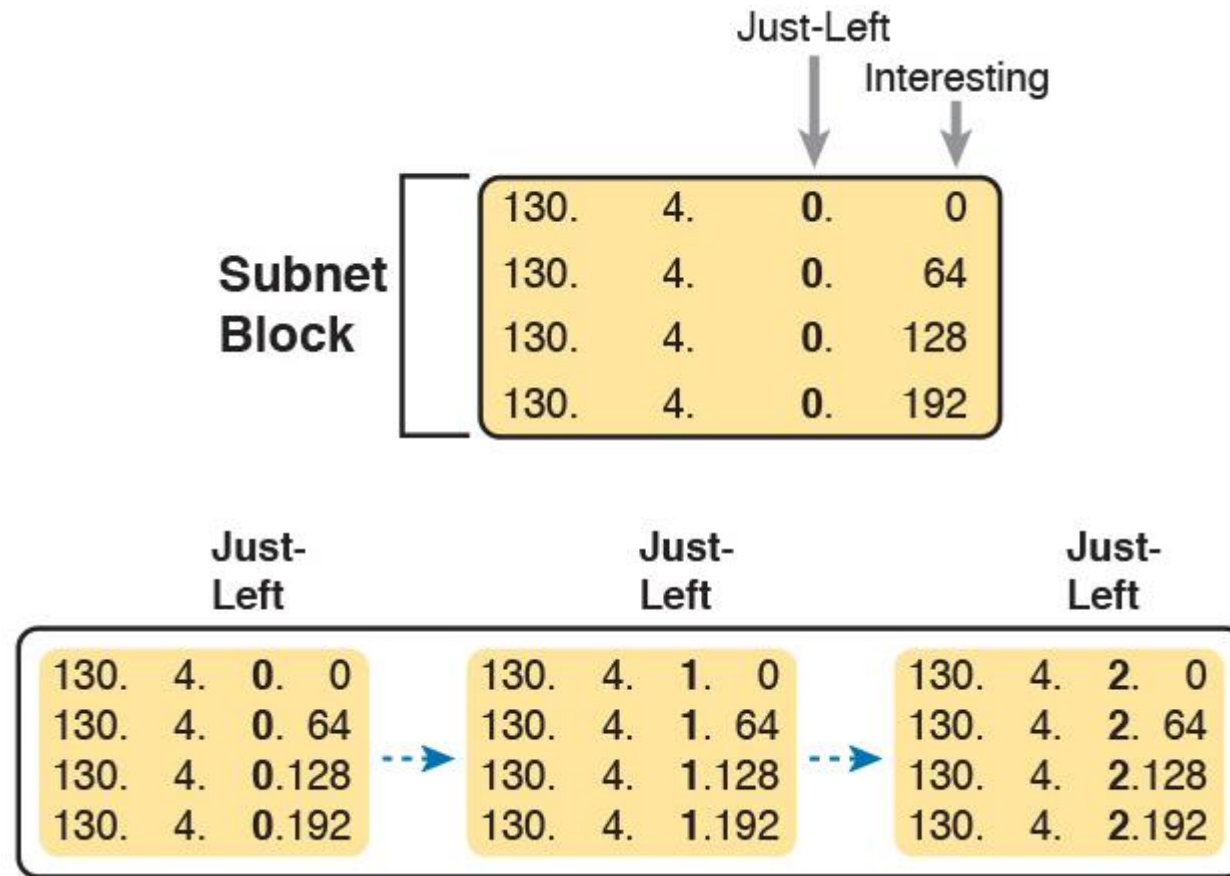 Just-Left
Interesting
Subnet
Block
130. 4. 0. 0
130. 4. 0. 64
130. 4. 0. 128
130. 4. 0. 192
Just-
Left
Just-
Left
Just-
Left
130. 4. 0. 0
130. 4. 0. 64
130. 4. 0.128
130. 4. 0.192
130. 4. 1. 0
130. 4. 1. 64
130. 4. 1.128
130. 4. 1.192
130. 4. 2. 0
130. 4. 2. 64
130. 4. 2.128
130. 4. 2.192